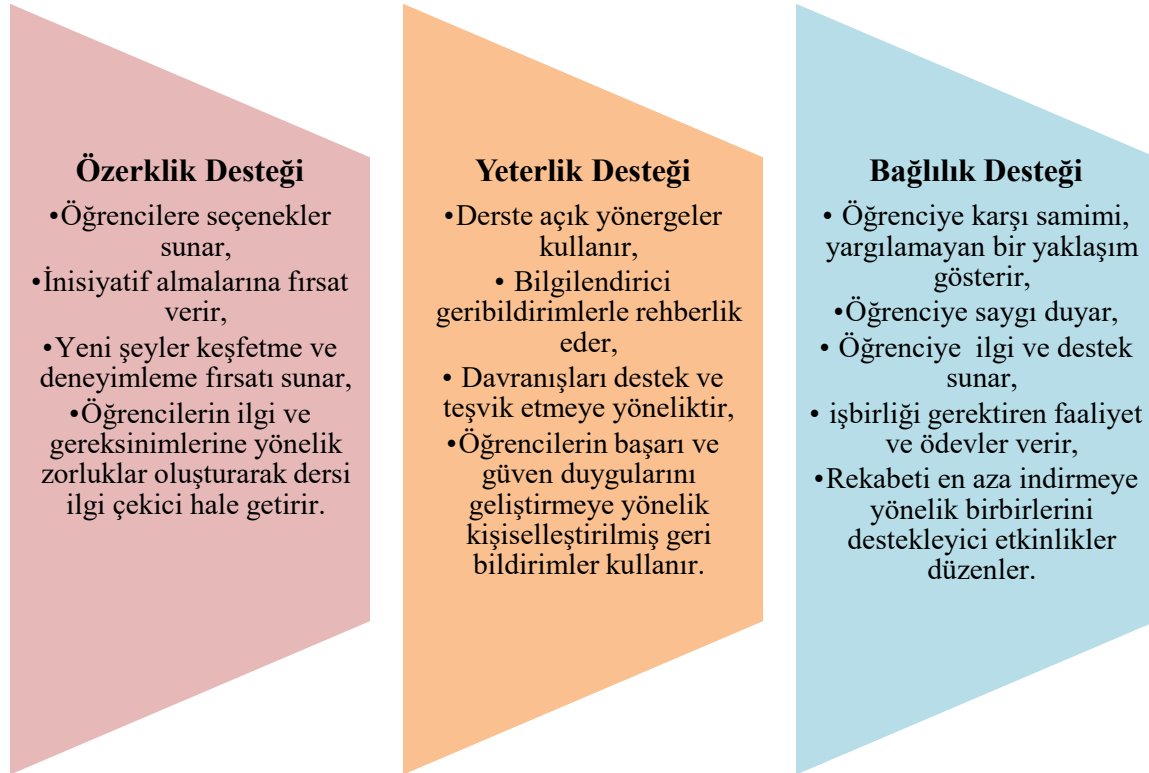 Özerklik Desteği
•Öğrencilere seçenekler
sunar,
•İnisiyatif almalarına fırsat
verir,
•Yeni şeyler keşfetme ve
deneyimleme fırsatı sunar,
•Öğrencilerin ilgi ve
gereksinimlerine yönelik
zorluklar oluşturarak dersi
ilgi çekici hale getirir.
Yeterlik Desteği
•Derste açık yönergeler
kullanır,
• Bilgilendirici
geribildirimlerle rehberlik
eder,
• Davranışları destek ve
teşvik etmeye yöneliktir,
•Öğrencilerin başarı ve
güven duygularını
geliştirmeye yönelik
kişiselleştirilmiş geri
bildirimler kullanır.
Bağlılık Desteği
• Öğrenciye karşı samimi,
yargılamayan bir yaklaşım
gösterir,
•Öğrenciye saygı duyar,
• Öğrenciye  ilgi ve destek
sunar,
• işbirliği gerektiren faaliyet
ve ödevler verir,
•Rekabeti en aza indirmeye
yönelik birbirlerini
destekleyici etkinlikler
düzenler.